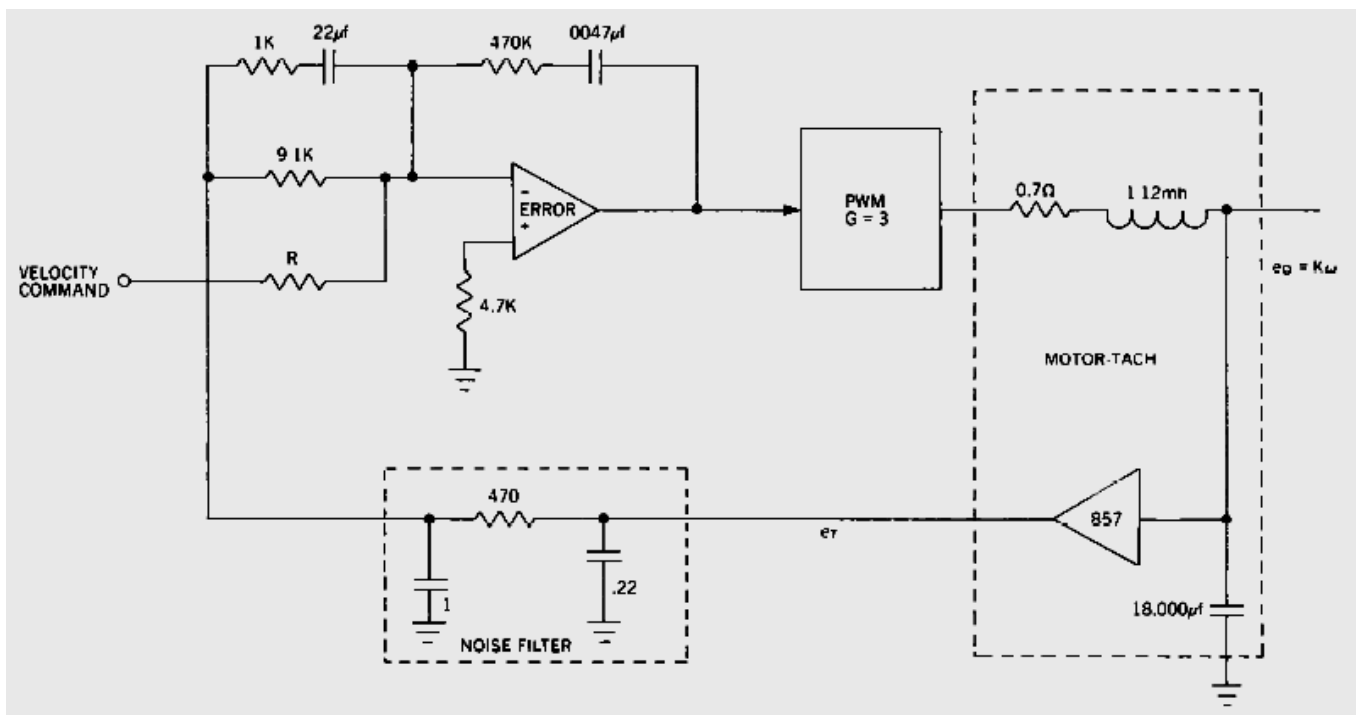 1K
22µf
470K
0047µf
9 1K
ERROR
-
+
R
VELOCITY
COMMAND
4.7K
PWM
G = 3
0.7Ω
1 12mh
eg = Kω
MOTOR-TACH
857
18.000µf
470
eT
1
.22
NOISE FILTER